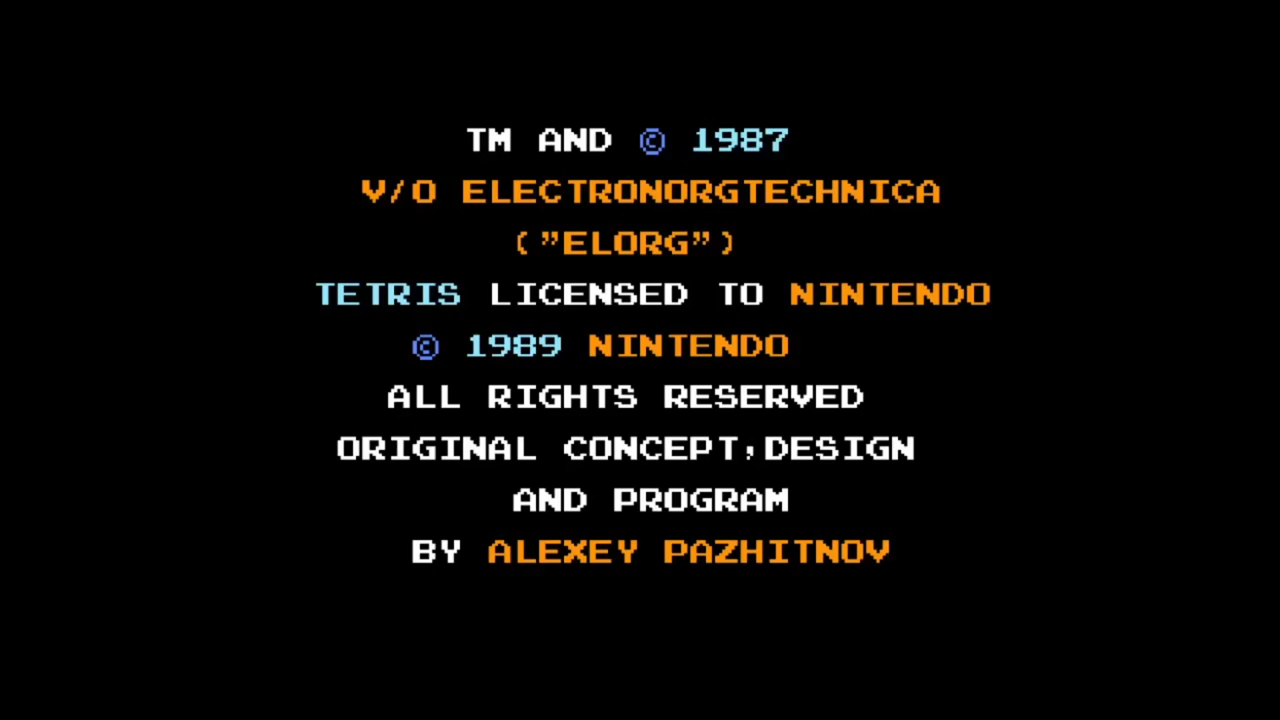 TM AND © 1987
V/O ELECTRONORGTECHNICA
("ELORG")
TETRIS LICENSED TO NINTENDO
© 1989 NINTENDO
ALL RIGHTS RESERVED
ORIGINAL CONCEPT,DESIGN
AND PROGRAM
BY ALEXEY PAZHITNOV